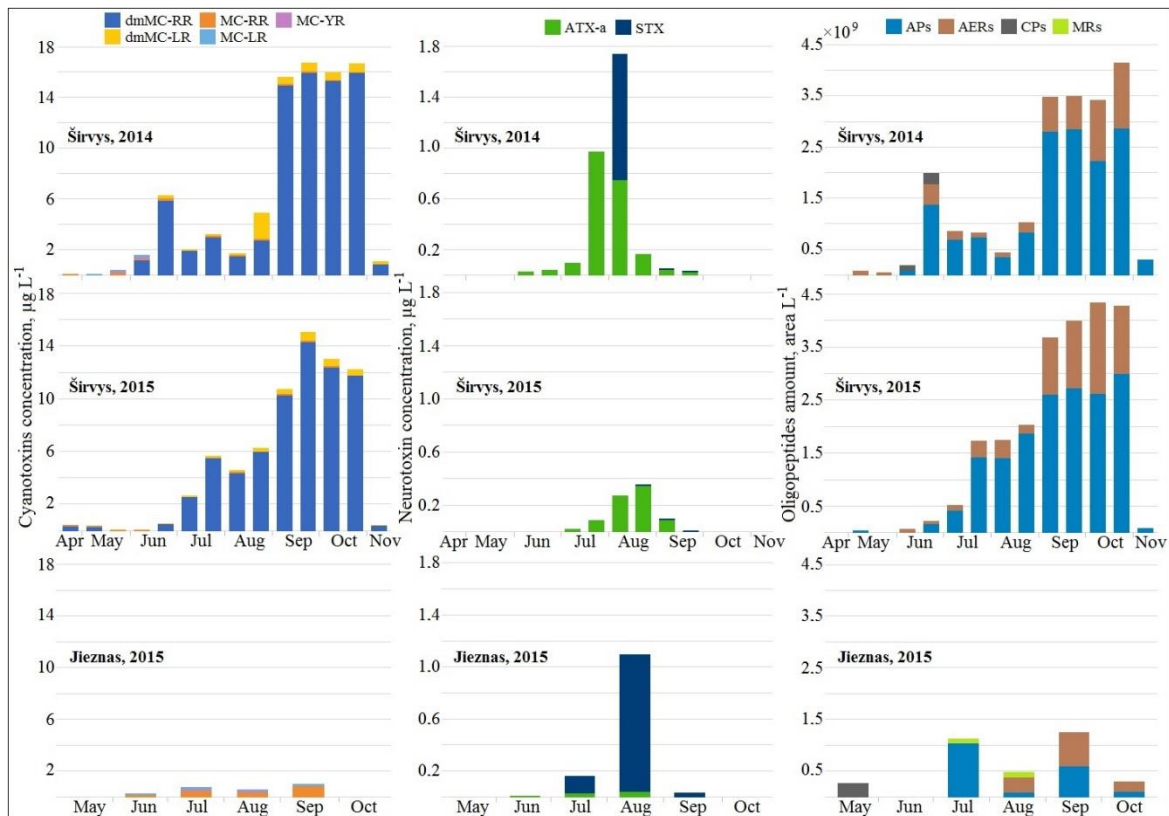 dmMC-RR MC-RR MC-YR
dmMC-LR MC-LR
ATX-a STX
APs AERs CPs MRs
Cyanotoxins concentration, µg L⁻¹
18
14
10
6
2
Širvys, 2014
Neurotoxin concentration, µg L⁻¹
1.8
1.4
1.0
0.6
0.2
Širvys, 2014
Oligopeptides amount, area L⁻¹
×10⁹
4.5
3.5
2.5
1.5
0.5
Širvys, 2014
18
14
10
6
2
Širvys, 2015
Apr May Jun Jul Aug Sep Oct Nov
1.8
1.4
1.0
0.6
0.2
Širvys, 2015
Apr May Jun Jul Aug Sep Oct Nov
4.5
3.5
2.5
1.5
0.5
Širvys, 2015
Apr May Jun Jul Aug Sep Oct Nov
18
14
10
6
2
Jieznas, 2015
May Jun Jul Aug Sep Oct
1.8
1.4
1.0
0.6
0.2
Jieznas, 2015
May Jun Jul Aug Sep Oct
4.5
3.5
2.5
1.5
0.5
Jieznas, 2015
May Jun Jul Aug Sep Oct